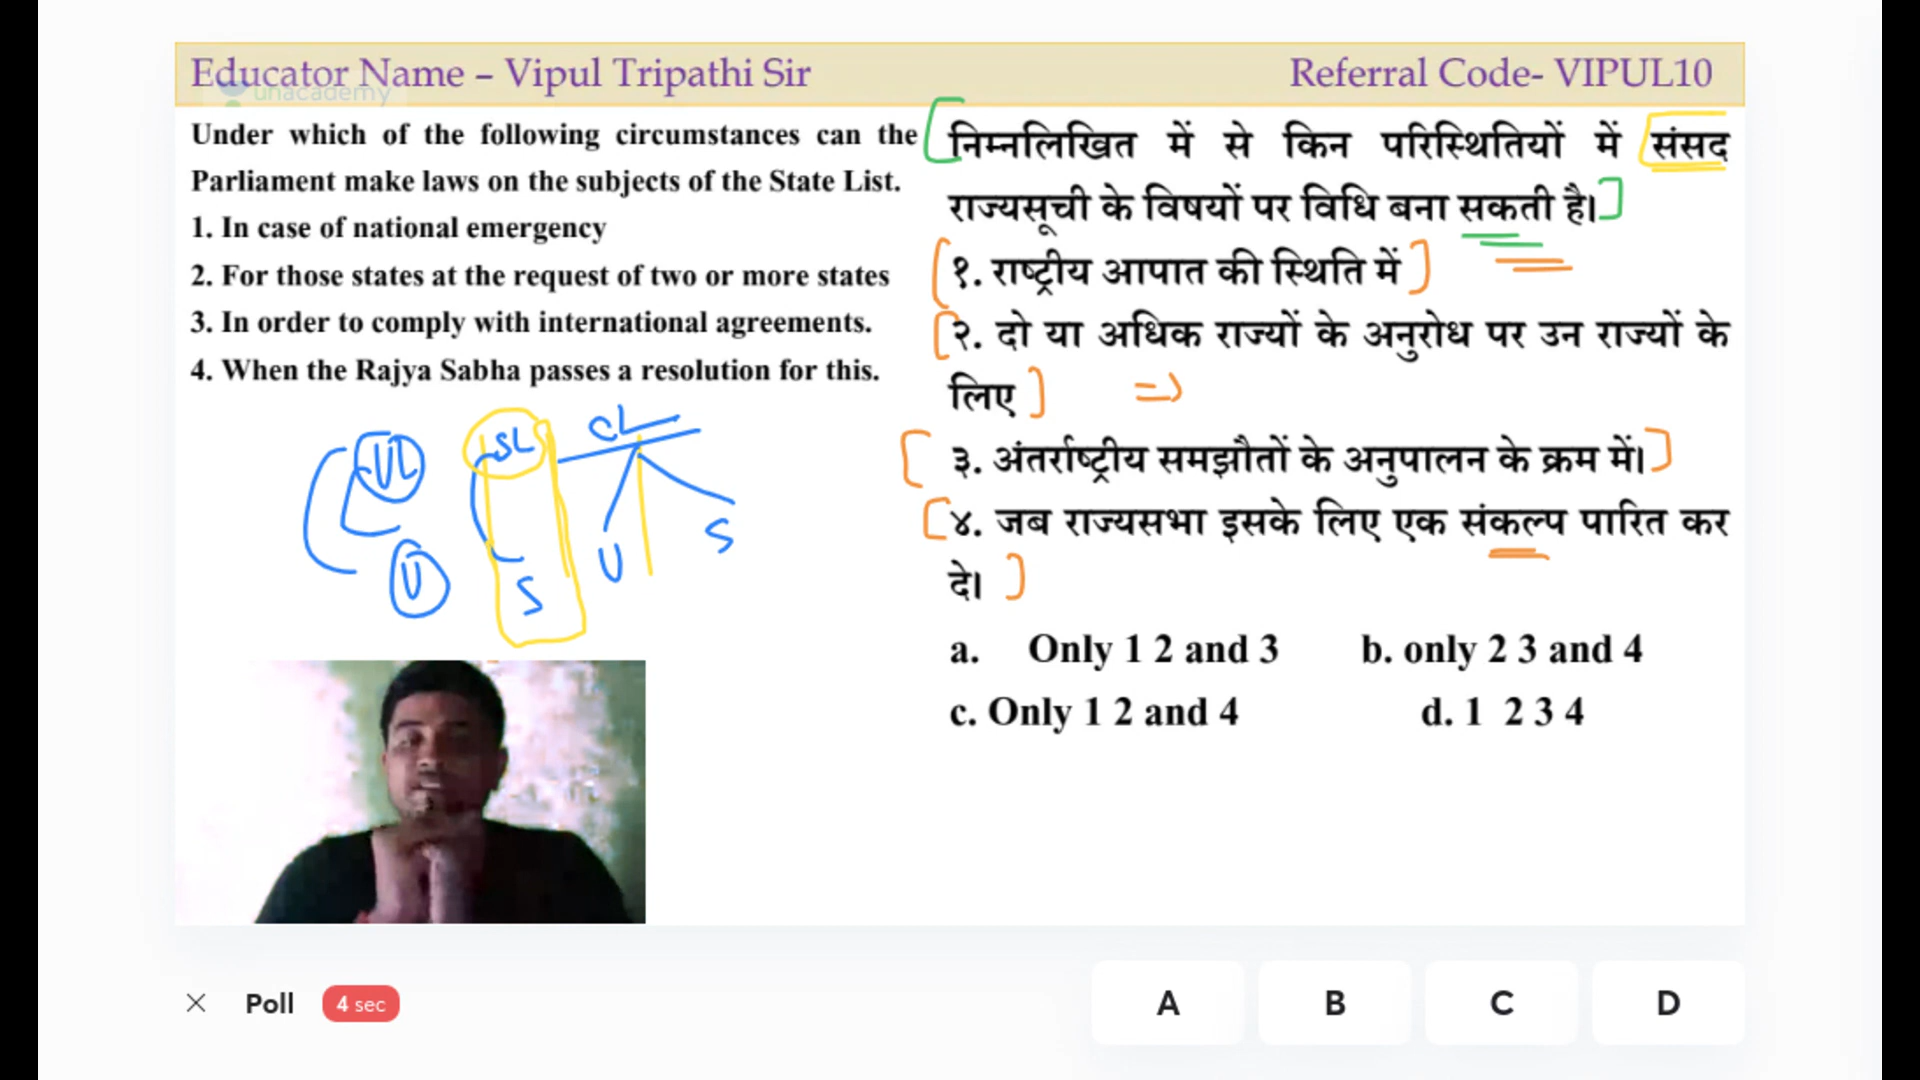 Educator Name – Vipul Tripathi Sir
Referral Code- VIPUL10
unacademy
Under which of the following circumstances can the
Parliament make laws on the subjects of the State List.
1. In case of national emergency
2. For those states at the request of two or more states
3. In order to comply with international agreements.
4. When the Rajya Sabha passes a resolution for this.
UL SL CL
U S U S
निम्नलिखित में से किन परिस्थितियों में संसद
राज्यसूची के विषयों पर विधि बना सकती है।
१. राष्ट्रीय आपात की स्थिति में
२. दो या अधिक राज्यों के अनुरोध पर उन राज्यों के
लिए
३. अंतर्राष्ट्रीय समझौतों के अनुपालन के क्रम में।
४. जब राज्यसभा इसके लिए एक संकल्प पारित कर
दे।
a. Only 1 2 and 3 b. only 2 3 and 4
c. Only 1 2 and 4 d. 1 2 3 4
Poll 4 sec
A B C D